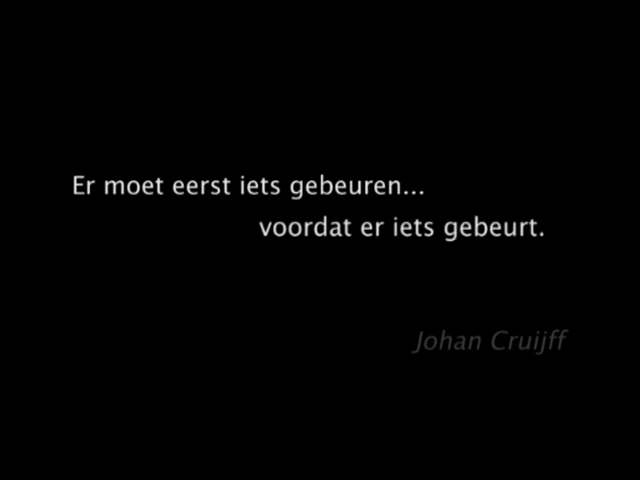 Er moet eerst iets gebeuren...
voordat er iets gebeurt.
Johan Cruijff